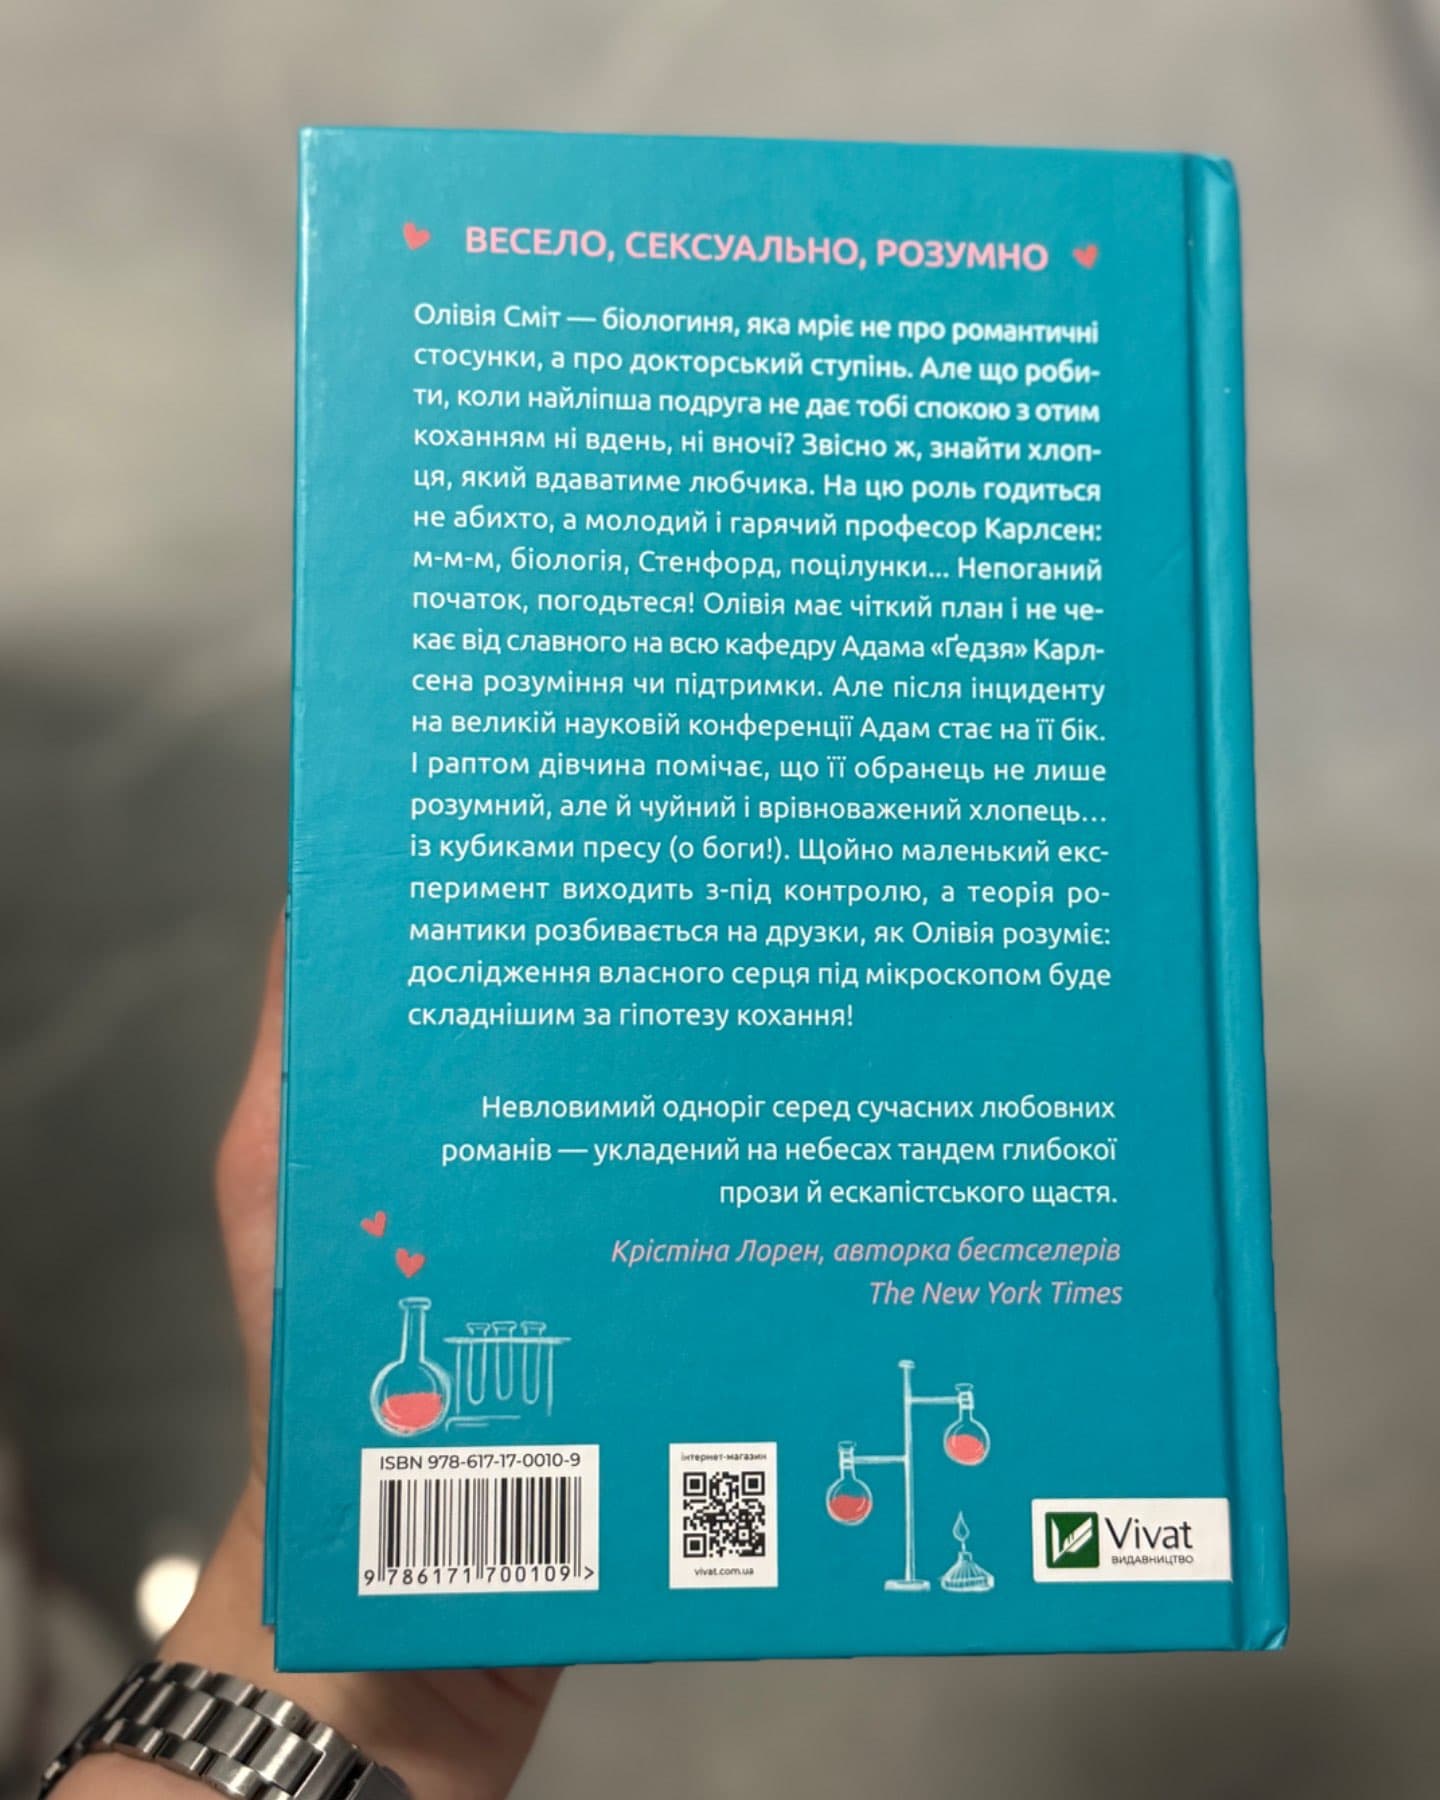 ВЕСЕЛО, СЕКСУАЛЬНО, РОЗУМНО
Олівія Сміт — біологиня, яка мріє не про романтичні
стосунки, а про докторський ступінь. Але що роби-
ти, коли найліпша подруга не дає тобі спокою з отим
коханням ні вдень, ні вночі? Звісно ж, знайти хлоп-
ця, який вдаватиме любчика. На цю роль годиться
не абихто, а молодий і гарячий професор Карлсен:
м-м-м, біологія, Стенфорд, поцілунки... Непоганий
початок, погодьтеся! Олівія має чіткий план і не че-
кає від славного на всю кафедру Адама «Ґедзя» Карл-
сена розуміння чи підтримки. Але після інциденту
на великій науковій конференції Адам стає на її бік.
І раптом дівчина помічає, що її обранець не лише
розумний, але й чуйний і врівноважений хлопець...
із кубиками пресу (о боги!). Щойно маленький екс-
перимент виходить з-під контролю, а теорія ро-
мантики розбивається на друзки, як Олівія розуміє:
дослідження власного серця під мікроскопом буде
складнішим за гіпотезу кохання!
Невловимий одноріг серед сучасних любовних
романів — укладений на небесах тандем глибокої
прози й ескапістського щастя.
Крістіна Лорен, авторка бестселерів
The New York Times
ISBN 978-617-17-0010-9
9 786171 700109 >
інтернет-магазин
vivat.com.ua
Vivat
ВИДАВНИЦТВО